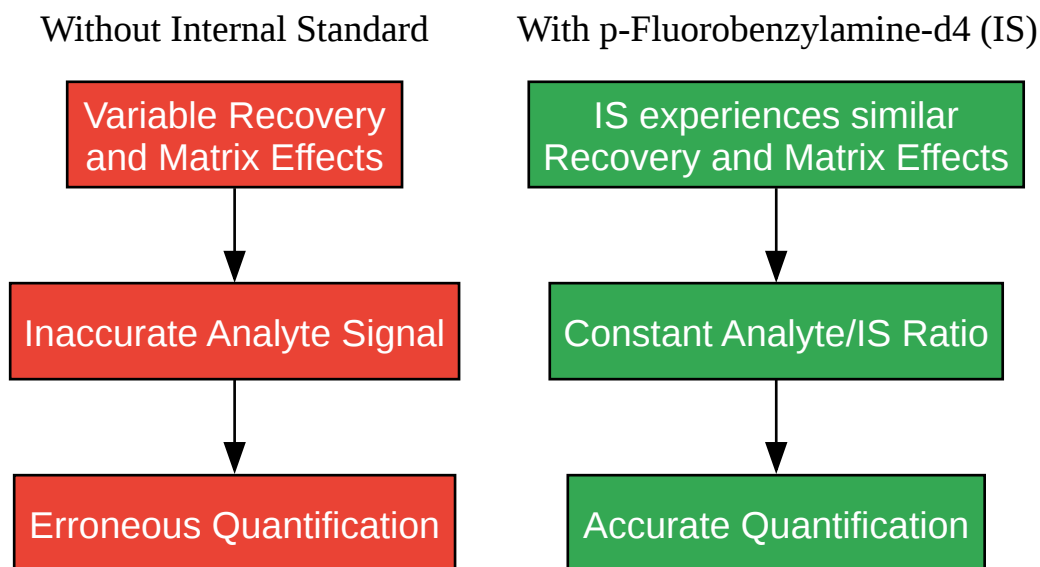 Without Internal Standard
Variable Recovery
and Matrix Effects
Inaccurate Analyte Signal
Erroneous Quantification
With p-Fluorobenzylamine-d4 (IS)
IS experiences similar
Recovery and Matrix Effects
Constant Analyte/IS Ratio
Accurate Quantification